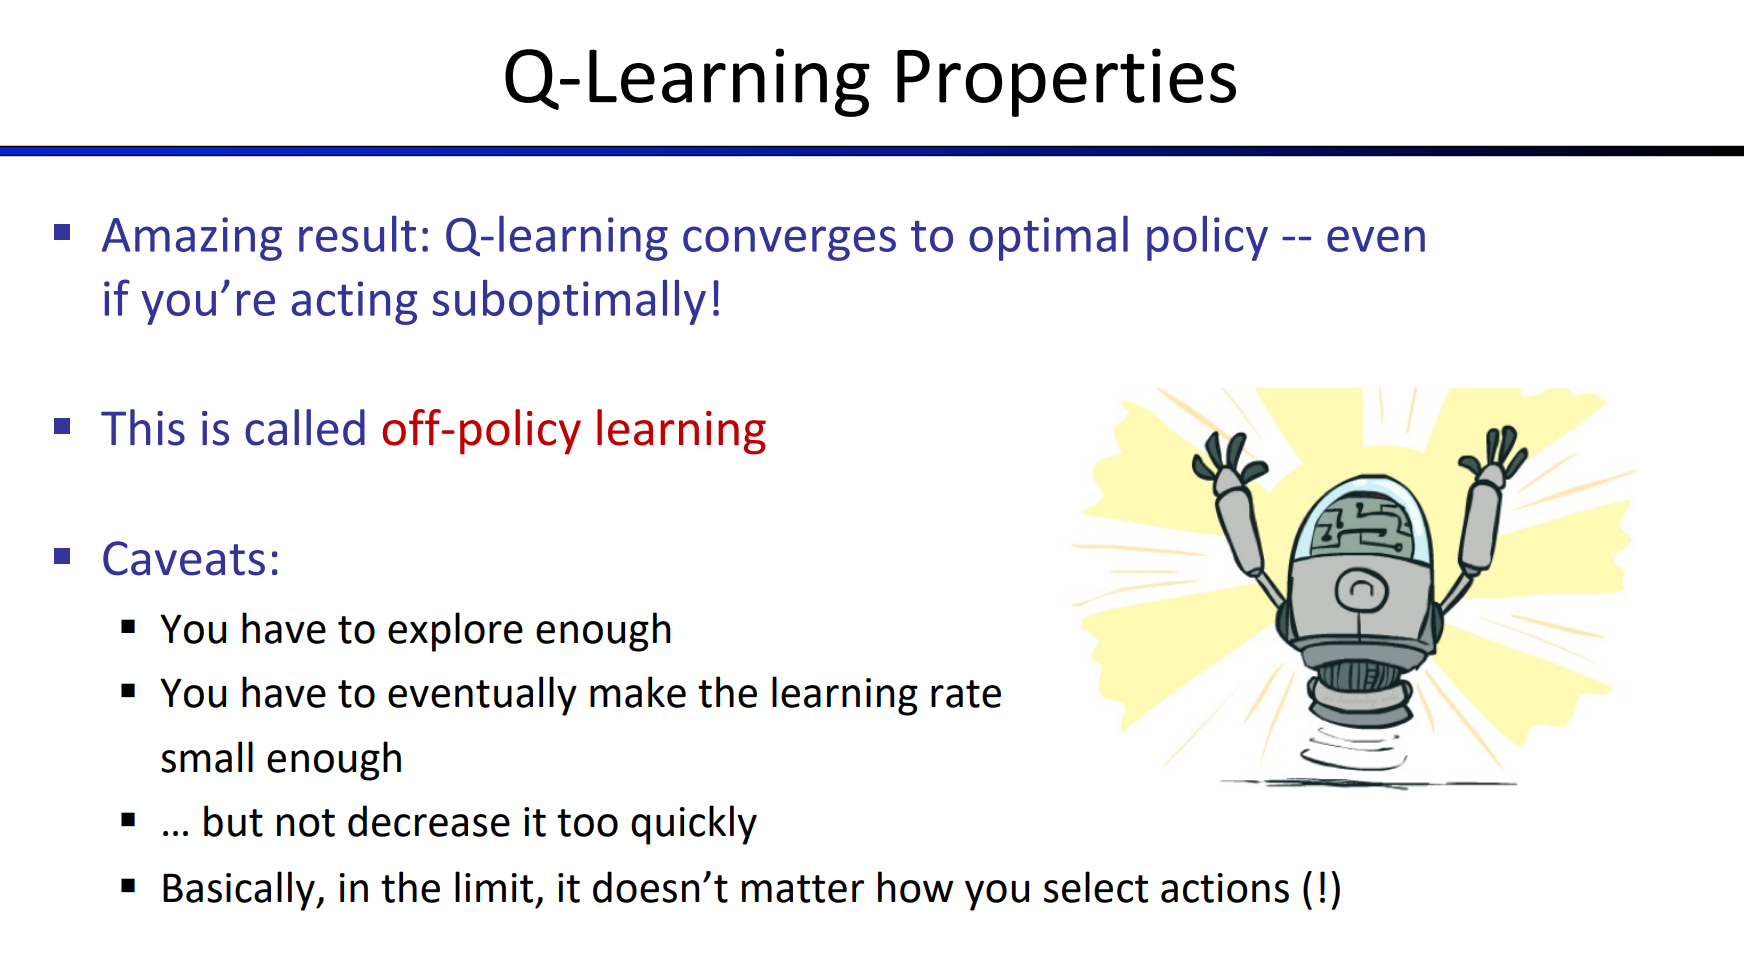 Q-Learning Properties
▪ Amazing result: Q-learning converges to optimal policy -- even
if you’re acting suboptimally!
▪ This is called off-policy learning
▪ Caveats:
▪ You have to explore enough
▪ You have to eventually make the learning rate
small enough
▪ … but not decrease it too quickly
▪ Basically, in the limit, it doesn’t matter how you select actions (!)